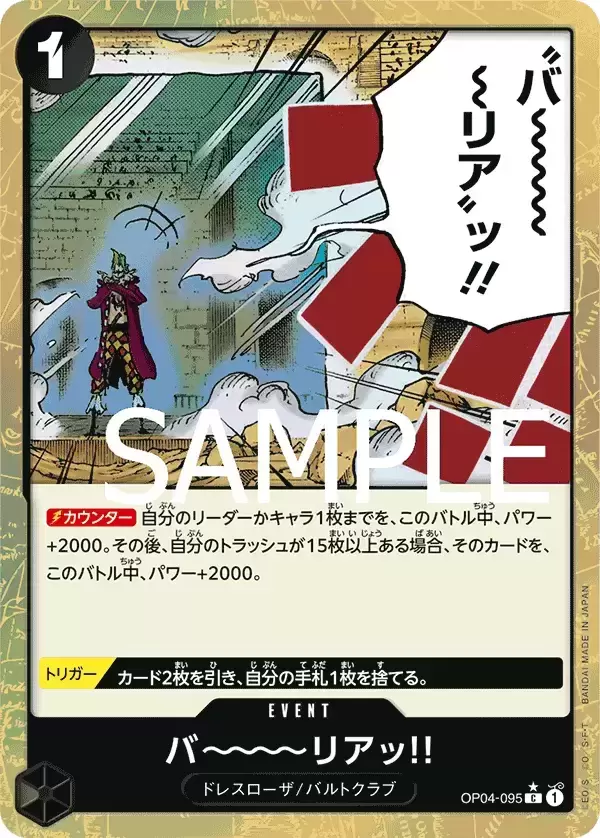 1
〝バ〜〜〜〜
〜リア〟ッ!!
SAMPLE
カウンター 自分のリーダーかキャラ1枚までを、このバトル中、パワー
+2000。その後、自分のトラッシュが15枚以上ある場合、そのカードを、
このバトル中、パワー+2000。
トリガー カード2枚を引き、自分の手札1枚を捨てる。
EVENT
バ〜〜〜〜リアッ!!
ドレスローザ/バルトクラブ
OP04-095 C 1
BANDAI MADE IN JAPAN